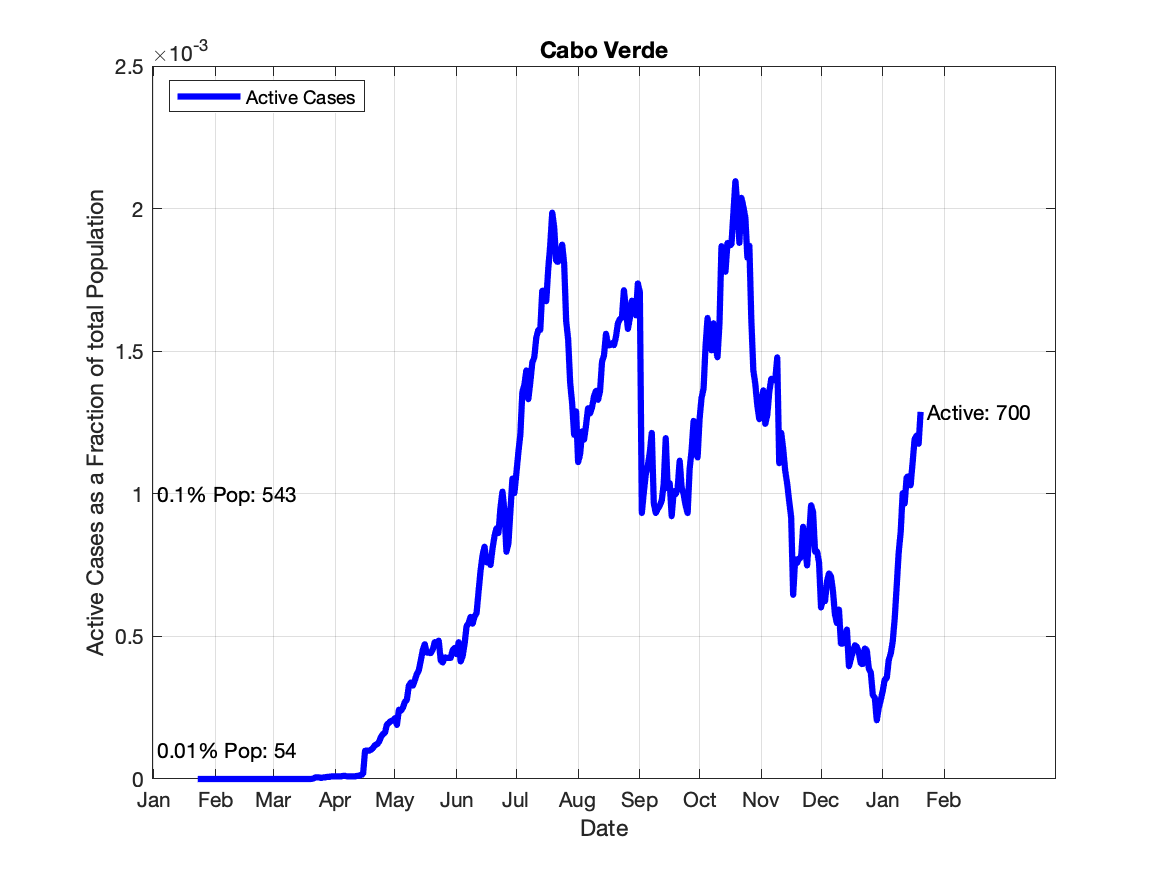 Cabo Verde
×10-3
Active Cases
2.5
2
1.5
1
0.5
0
Active Cases as a Fraction of total Population
0.1% Pop: 543
0.01% Pop: 54
Active: 700
Jan Feb Mar Apr May Jun Jul Aug Sep Oct Nov Dec Jan Feb
Date